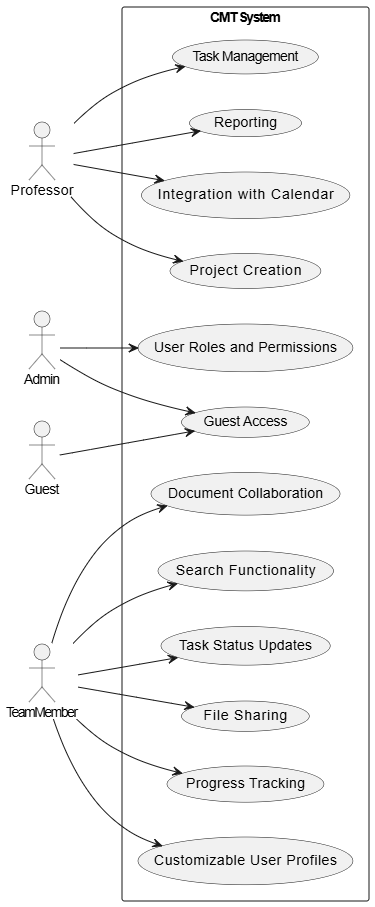 CMT System
Task Management
Reporting
Professor
Integration with Calendar
Project Creation
User Roles and Permissions
Admin
Guest Access
Guest
Document Collaboration
Search Functionality
Task Status Updates
TeamMember
File Sharing
Progress Tracking
Customizable User Profiles